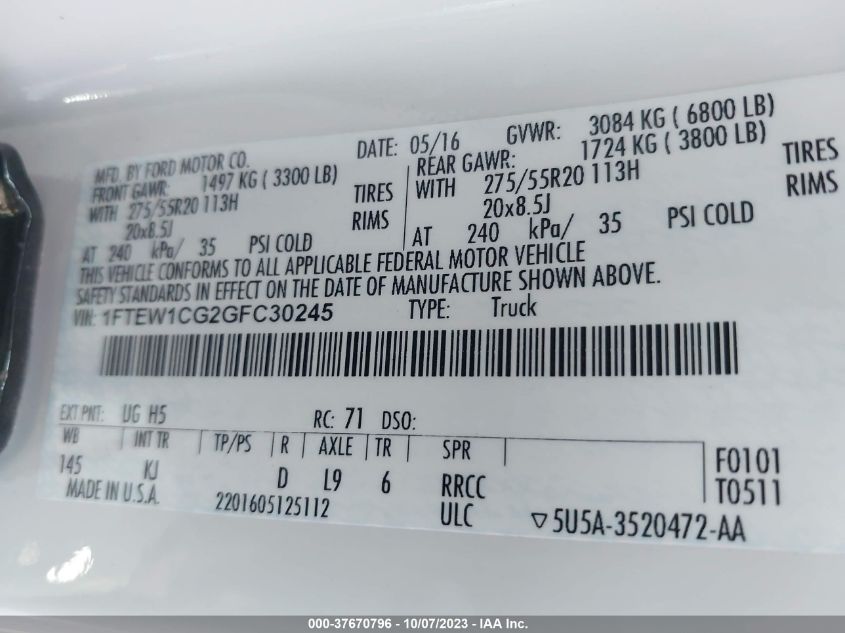 MFD. BY FORD MOTOR CO.
DATE: 05/16 GVWR: 3084 KG ( 6800 LB)
FRONT GAWR: 1497 KG ( 3300 LB)
REAR GAWR: 1724 KG ( 3800 LB)
WITH 275/55R20 113H TIRES
WITH 275/55R20 113H TIRES
20x8.5J RIMS
20x8.5J RIMS
AT 240 kPa/ 35 PSI COLD
AT 240 kPa/ 35 PSI COLD
THIS VEHICLE CONFORMS TO ALL APPLICABLE FEDERAL MOTOR VEHICLE
SAFETY STANDARDS IN EFFECT ON THE DATE OF MANUFACTURE SHOWN ABOVE.
VIN: 1FTEW1CG2GFC30245 TYPE: Truck
EXT PNT: UG H5 RC: 71 DSO:
WB INT TR TP/PS R AXLE TR SPR
145 KJ D L9 6 RRCC
F0101
T0511
MADE IN U.S.A. 2201605125112 ULC ▽5U5A-3520472-AA
000-37670796 - 10/07/2023 - IAA Inc.